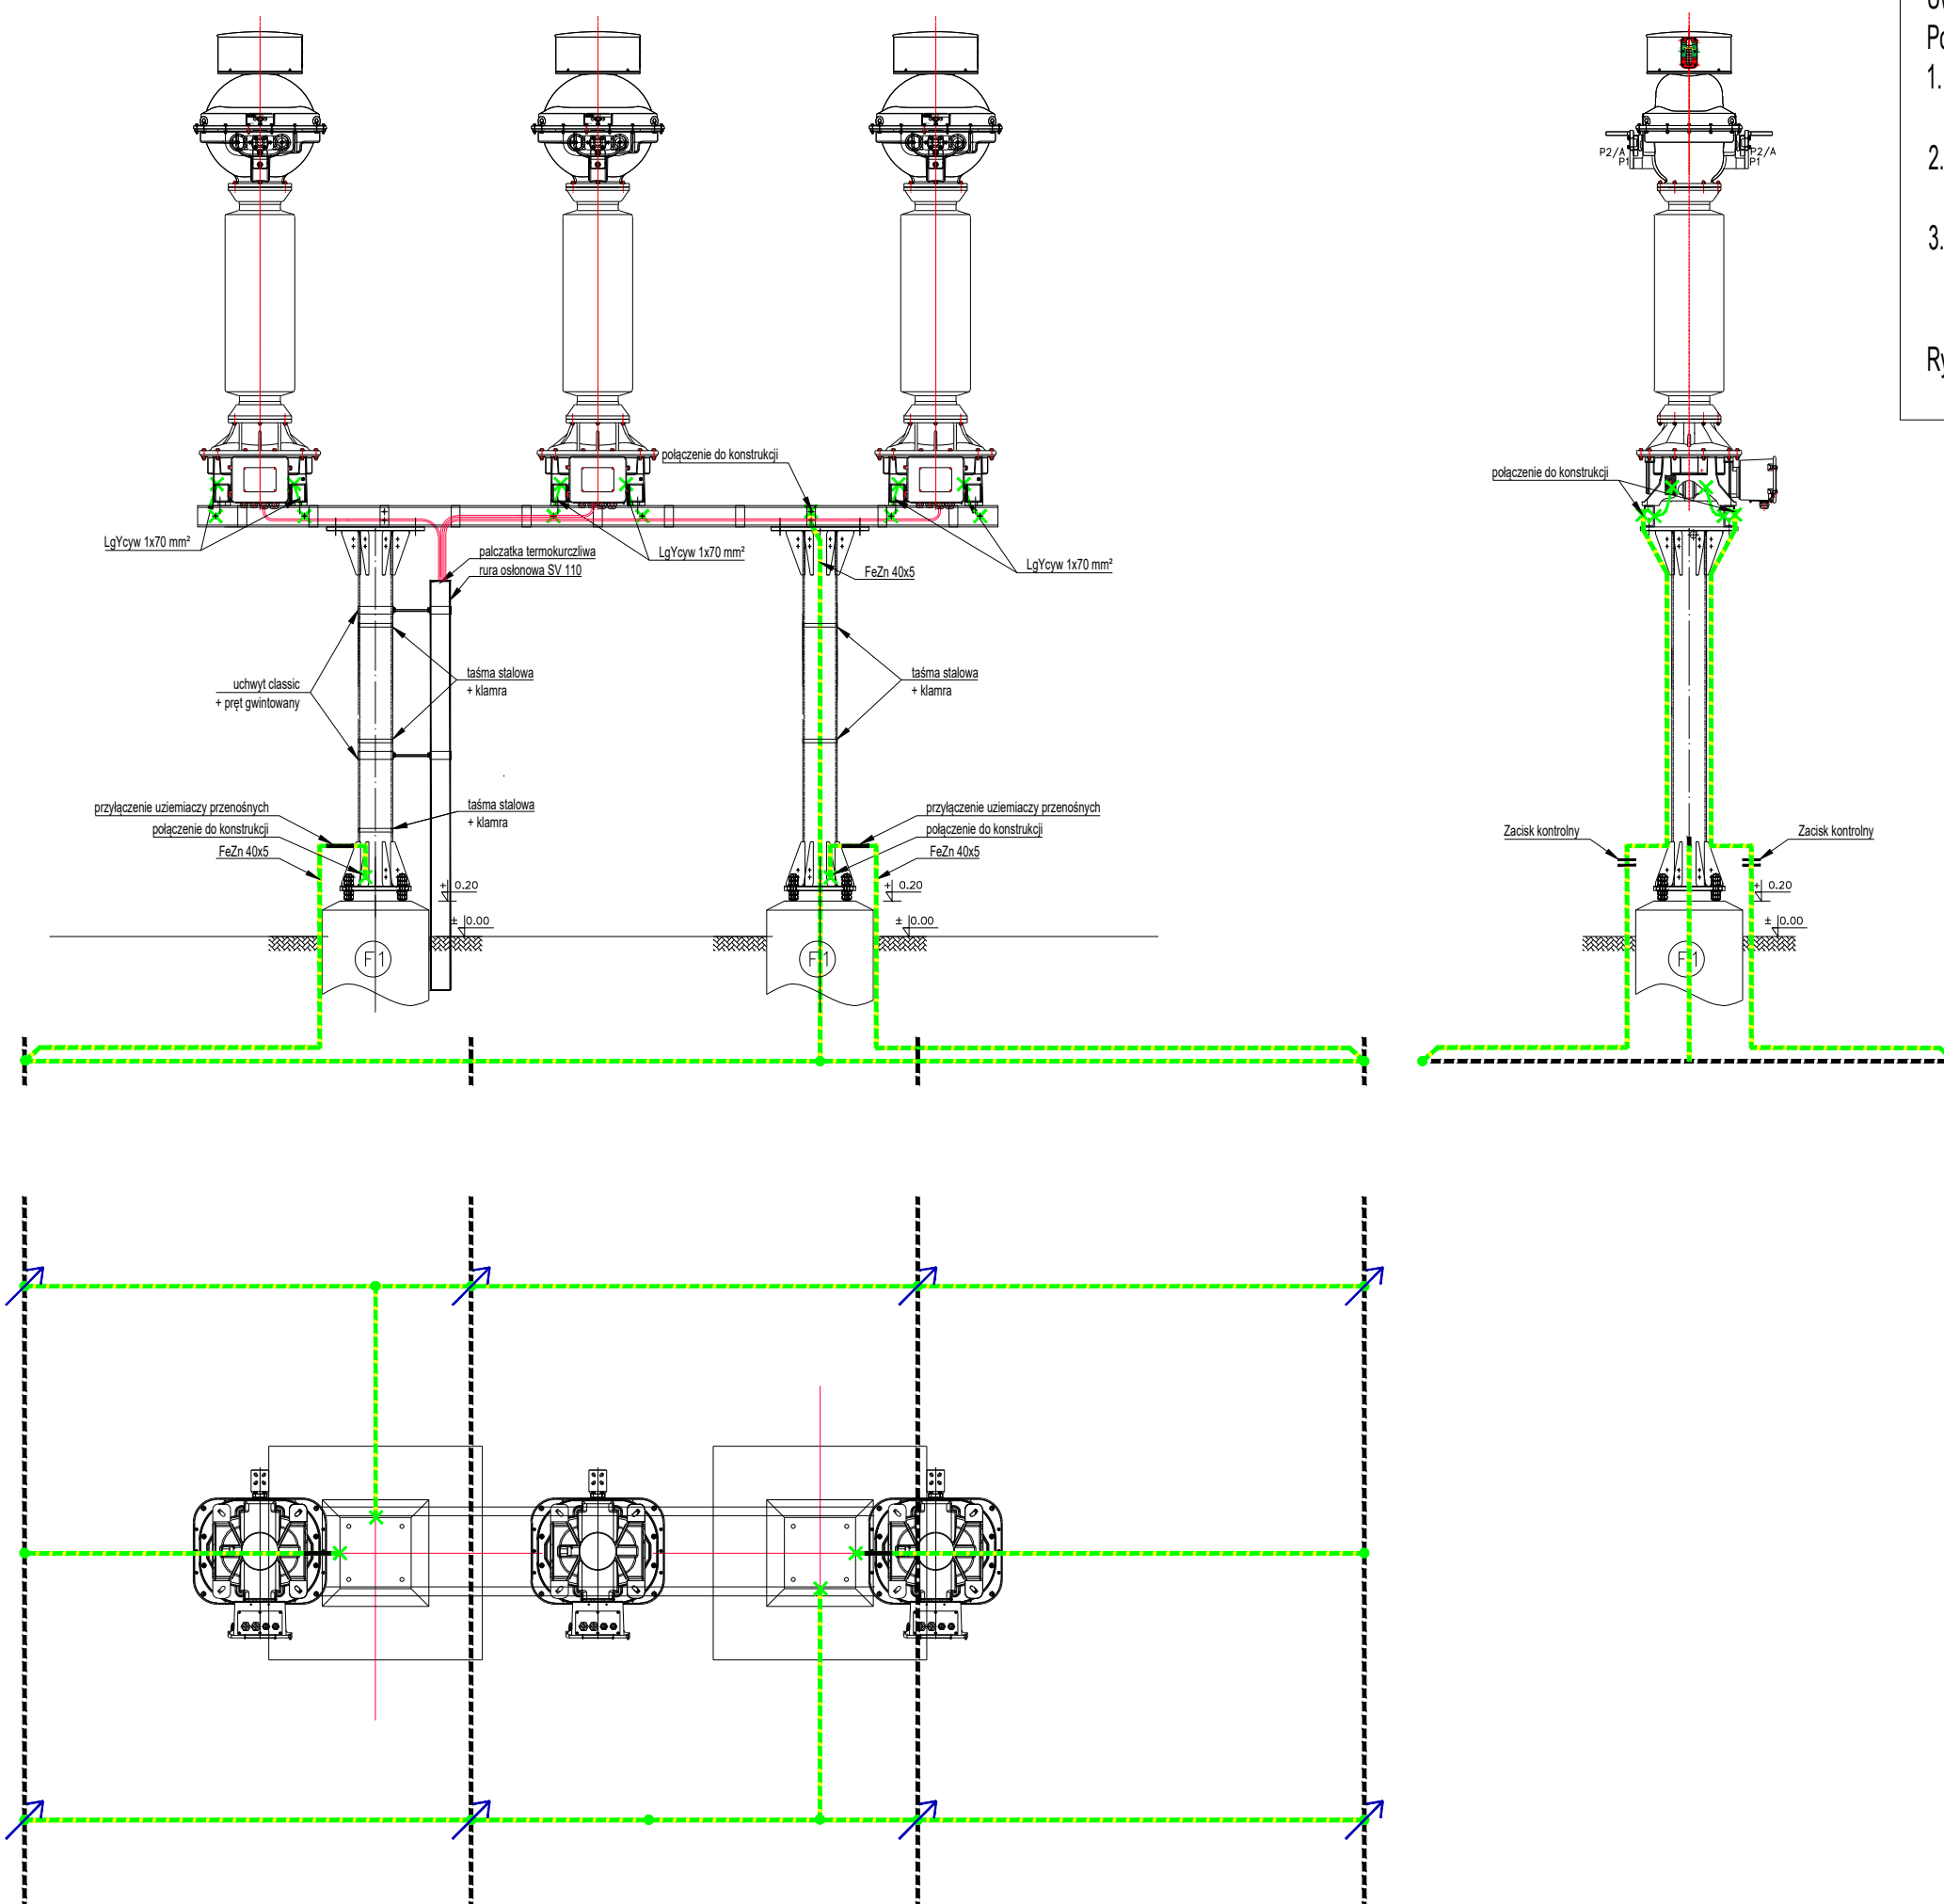 1.
2.
3.
P2/A
P1
P2/A
P1
połączenie do konstrukcji
połączenie do konstrukcji
LgYcyw 1x70 mm²
palczatka termokurczliwa
rura osłonowa SV 110
LgYcyw 1x70 mm²
FeZn 40x5
LgYcyw 1x70 mm²
uchwyt classic
+ pręt gwintowany
taśma stalowa
+ klamra
taśma stalowa
+ klamra
przyłączenie uziemiaczy przenośnych
połączenie do konstrukcji
FeZn 40x5
taśma stalowa
+ klamra
przyłączenie uziemiaczy przenośnych
połączenie do konstrukcji
FeZn 40x5
Zacisk kontrolny
Zacisk kontrolny
+ 0.20
+ 0.20
+ 0.20
± 0.00
± 0.00
± 0.00
F1
F1
F1